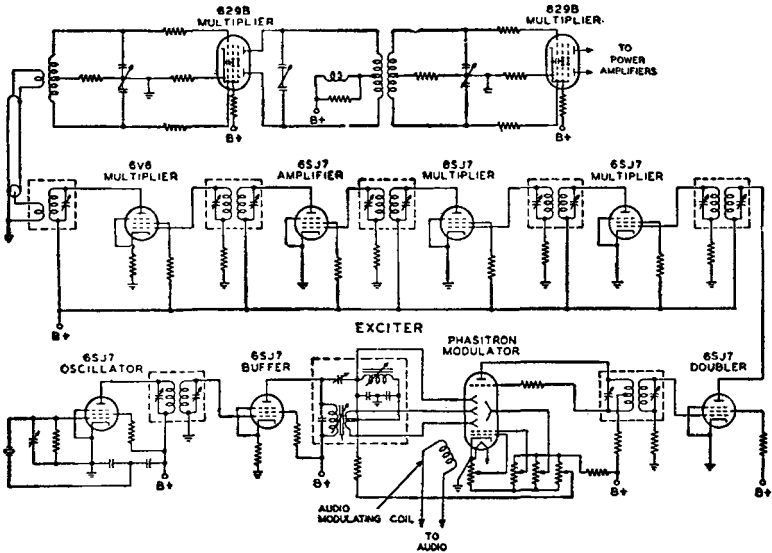 829B
MULTIPLIER
829B
MULTIPLIER
TO
POWER
AMPLIFIERS
B+
B+
B+
6V6
MULTIPLIER
6SJ7
AMPLIFIER
6SJ7
MULTIPLIER
6SJ7
MULTIPLIER
B+
EXCITER
6SJ7
OSCILLATOR
6SJ7
BUFFER
PHASITRON
MODULATOR
6SJ7
DOUBLER
B+
B+
B+
B+
AUDIO
MODULATING COIL
TO
AUDIO